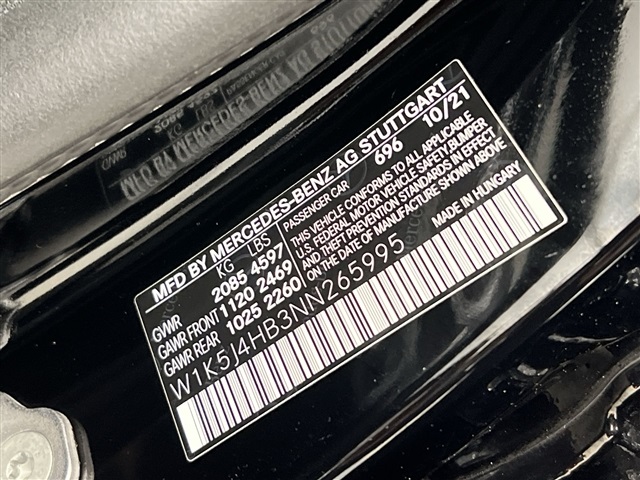 MFD BY MERCEDES-BENZ AG STUTTGART
KG LBS PASSENGER CAR 696 10/21
GVWR 2085 4597
GAWR FRONT 1120 2469
GAWR REAR 1025 2260
THIS VEHICLE CONFORMS TO ALL APPLICABLE
U.S. FEDERAL MOTOR VEHICLE SAFETY BUMPER
AND THEFT PREVENTION STANDARDS IN EFFECT
ON THE DATE OF MANUFACTURE SHOWN ABOVE.
W1K5J4HB3NN265995
MADE IN HUNGARY